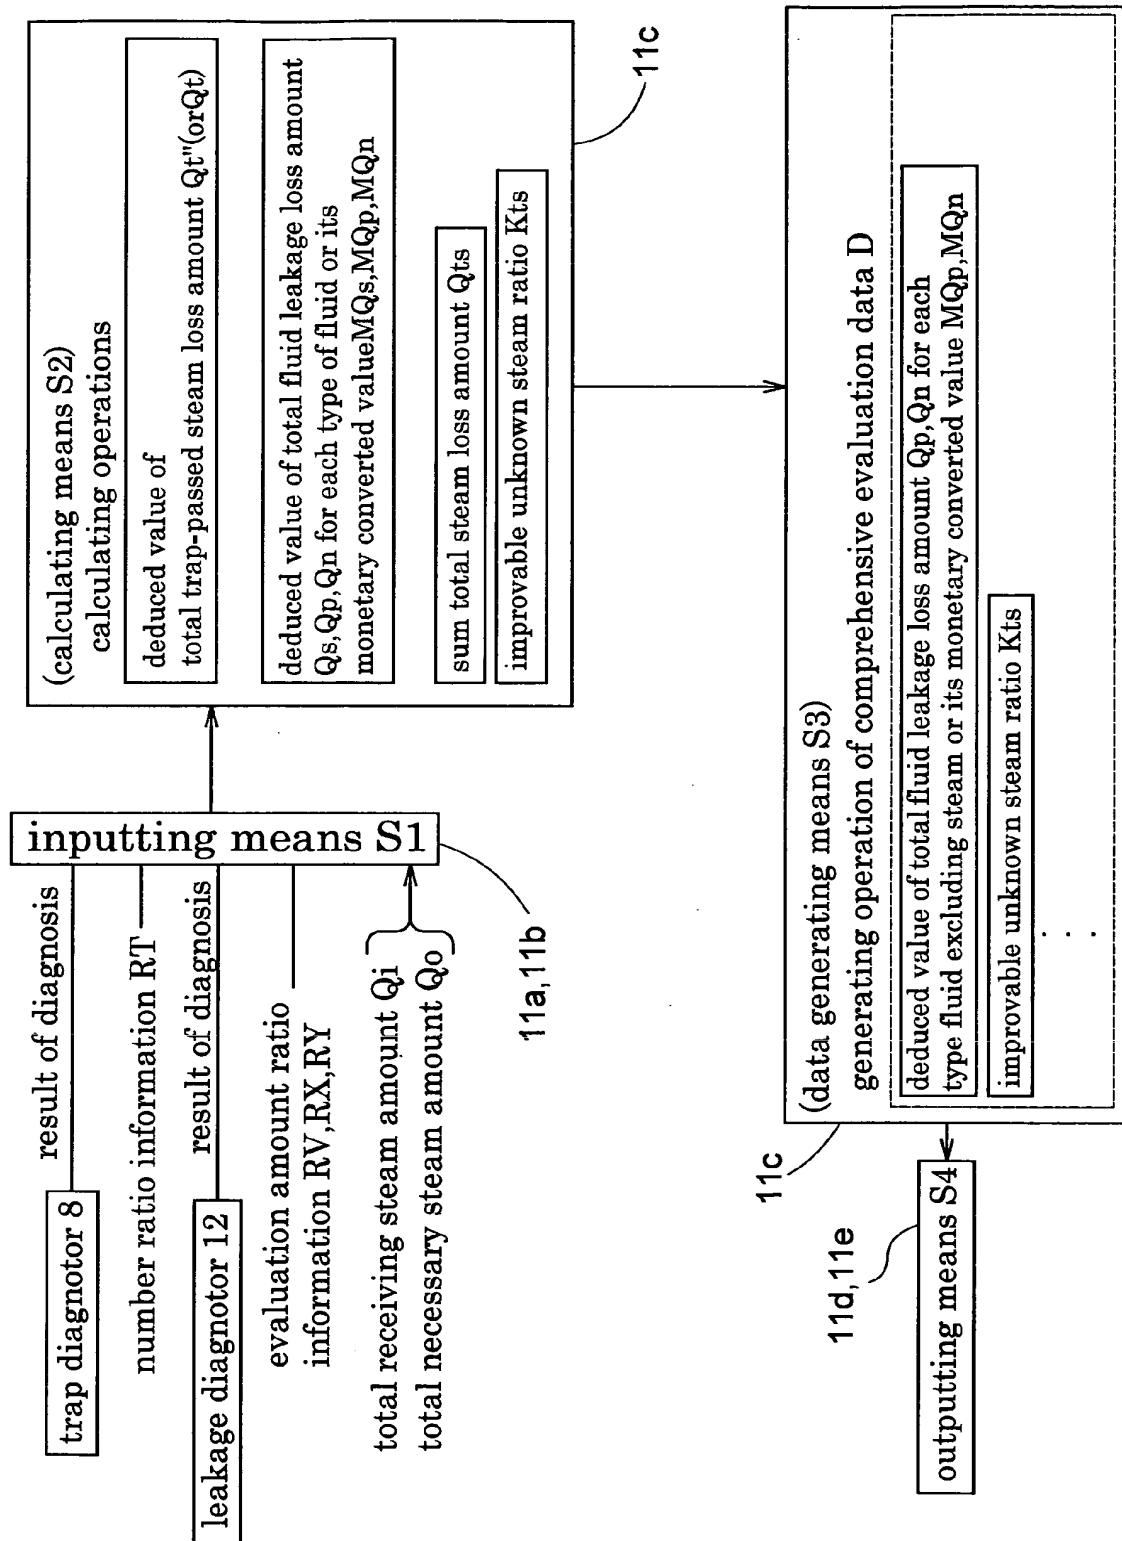 trap diagnotor 8
result of diagnosis
number ratio information RT
leakage diagnotor 12
result of diagnosis
evaluation amount ratio
information RV,RX,RY
total receiving steam amount Qi
total necessary steam amount Qo
inputting means S1
11a,11b
(calculating means S2)
calculating operations
deduced value of
total trap-passed steam loss amount Qt"(orQt)
deduced value of total fluid leakage loss amount
Qs,Qp,Qn for each type of fluid or its
monetary converted valueMQs,MQp,MQn
sum total steam loss amount Qts
improvable unknown steam ratio Kts
11c
(data generating means S3)
generating operation of comprehensive evaluation data D
deduced value of total fluid leakage loss amount Qp,Qn for each
type fluid excluding steam or its monetary converted value MQp,MQn
improvable unknown steam ratio Kts
. . .
11c
11d,11e
outputting means S4